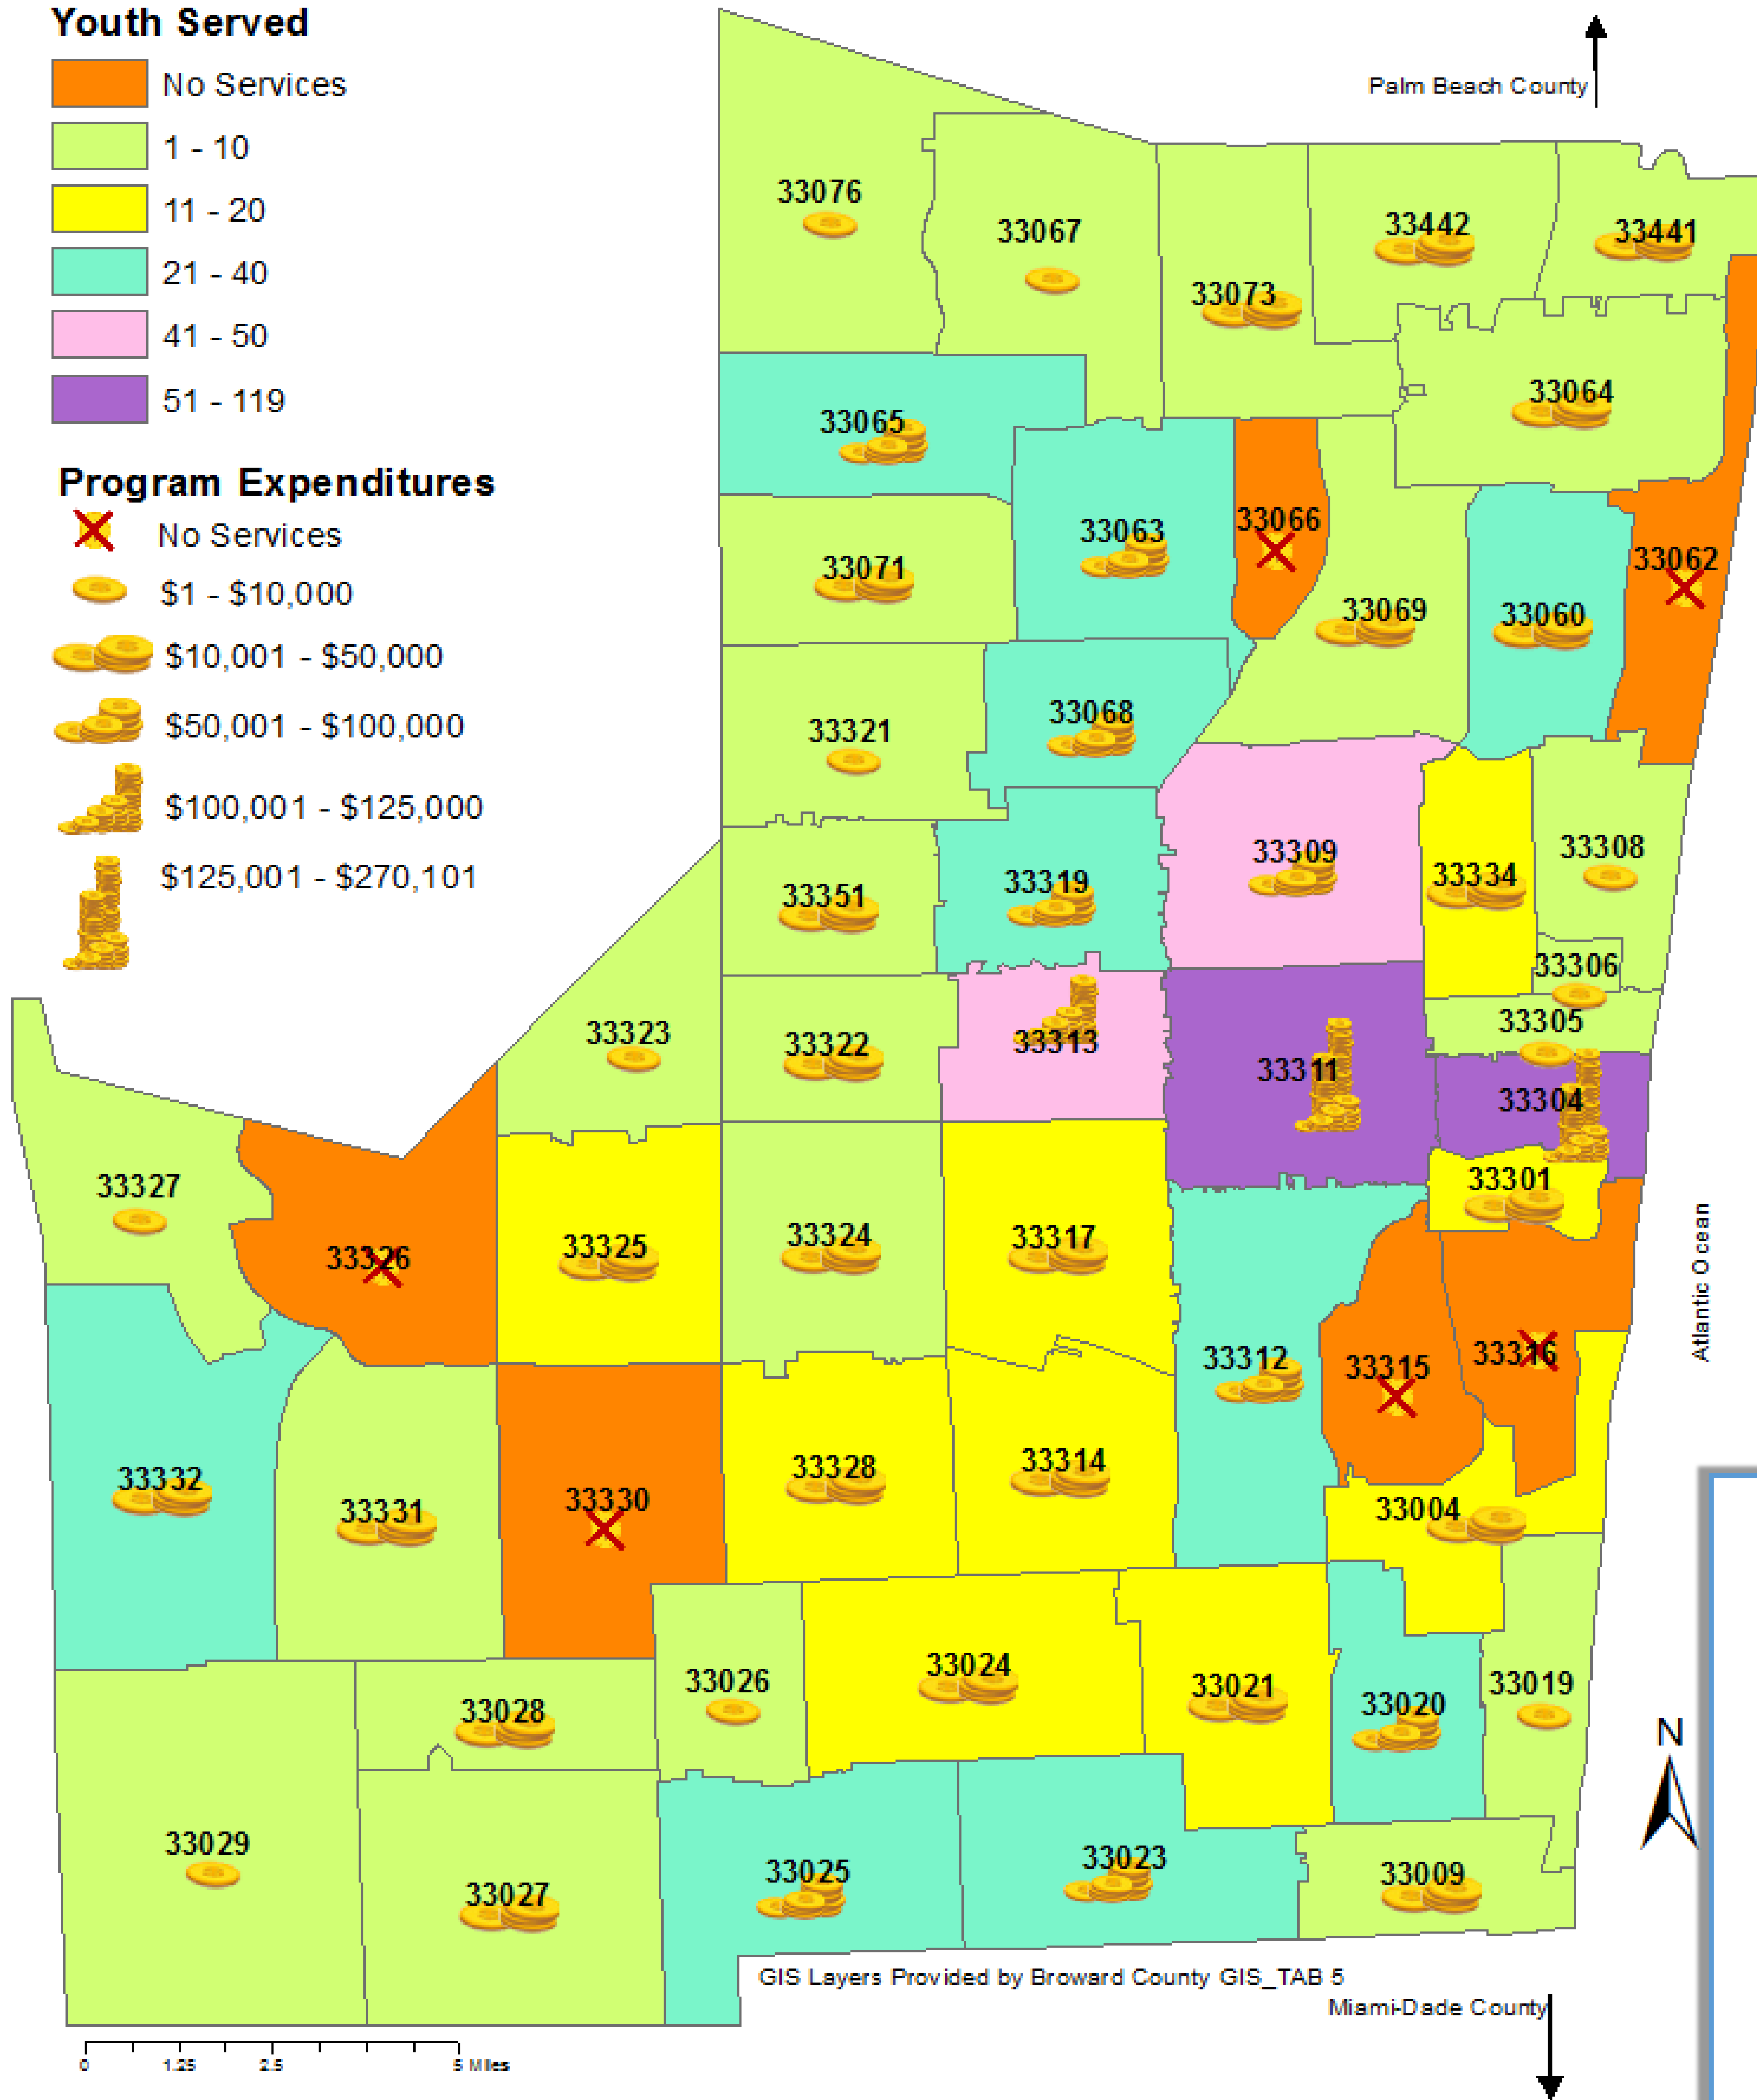 Youth Served
No Services
1 - 10
11 - 20
21 - 40
41 - 50
51 - 119
Program Expenditures
No Services
$1 - $10,000
$10,001 - $50,000
$50,001 - $100,000
$100,001 - $125,000
$125,001 - $270,101
Palm Beach County
33076
33067
33442
33441
33073
33064
33065
33063
33066
33062
33071
33069
33060
33321
33068
33309
33334
33308
33351
33319
33306
33323
33322
33313
33305
33311
33304
33327
33301
33326
33325
33324
33317
Atlantic Ocean
33312
33315
33316
33332
33331
33330
33328
33314
33004
33026
33024
33021
33019
33028
33020
N
33029
33027
33025
33023
33009
GIS Layers Provided by Broward County GIS_TAB 5
Miami-Dade County
0 1.25 2.5 5 Miles